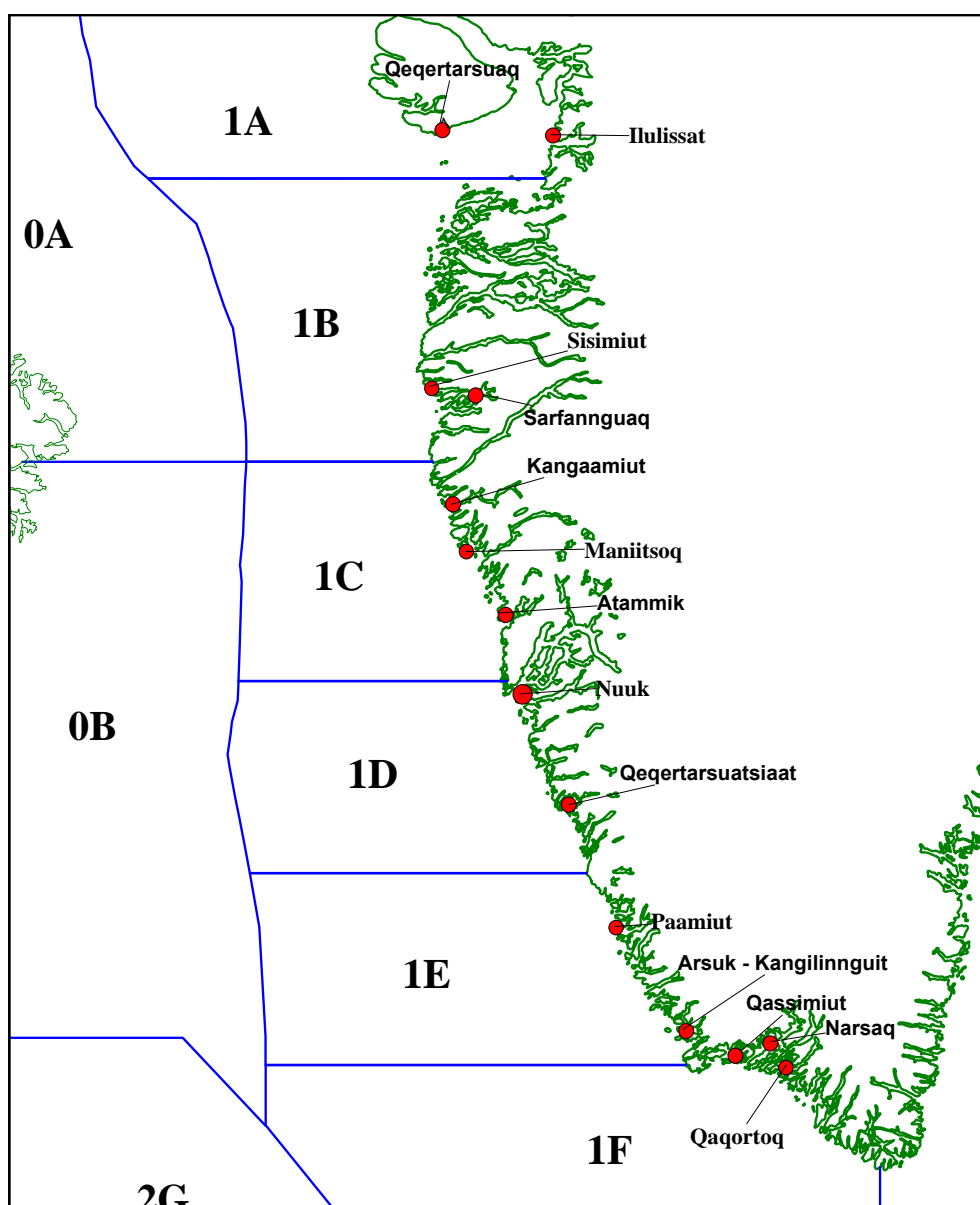 Qeqertarsuaq
1A
Ilulissat
0A
1B
Sisimiut
Sarfannguaq
Kangaamiut
Maniitsoq
1C
Atammik
Nuuk
0B
1D
Qeqertarsuatsiaat
Paamiut
Arsuk - Kangilinnguit
1E
Qassimiut
Narsaq
Qaqortoq
1F
2G